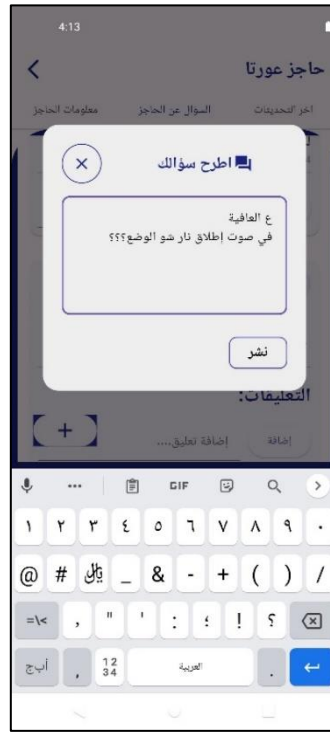 4:13
حاجز عورتا
اخر التحديثات السوال عن الحاجز معلومات الحاجز
اطرح سؤالك
ع العافية
في صوت إطلاق نار شو الوضع؟؟؟
نشر
التعليقات:
إضافة إضافة تعليق....
GIF
١ ٢ ٣ ٤ ٥ ٦ ٧ ٨ ٩ ٠
@ # ﷼ _ & - + ( ) /
=\< , " ' : ؛ ! ؟
أب‌ج , 12 34 العربية .